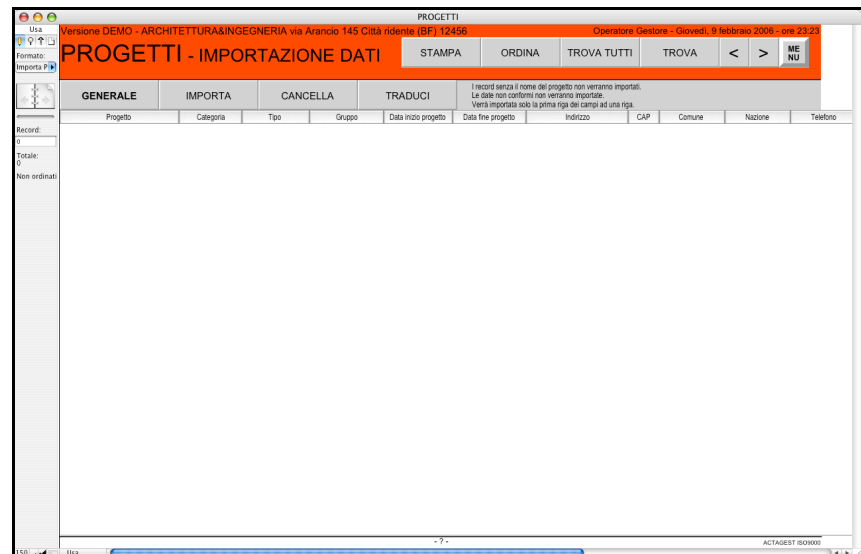 PROGETTI
Usa
Versione DEMO - ARCHITETTURA&INGEGNERIA via Arancio 145 Città ridente (BF) 12456
Operatore Gestore - Giovedì, 9 febbraio 2006 - ore 23:23
Formato:
Importa P
PROGETTI - IMPORTAZIONE DATI
STAMPA
ORDINA
TROVA TUTTI
TROVA
<
>
ME
NU
GENERALE
IMPORTA
CANCELLA
TRADUCI
I record senza il nome del progetto non verranno importati.
Le date non conformi non verranno importate.
Verrà importata solo la prima riga dei campi ad una riga.
Progetto Categoria Tipo Gruppo Data inizio progetto Data fine progetto Indirizzo CAP Comune Nazione Telefono
Record:
0
Totale:
0
Non ordinati
- ? -
ACTAGEST ISO9000
150
Usa